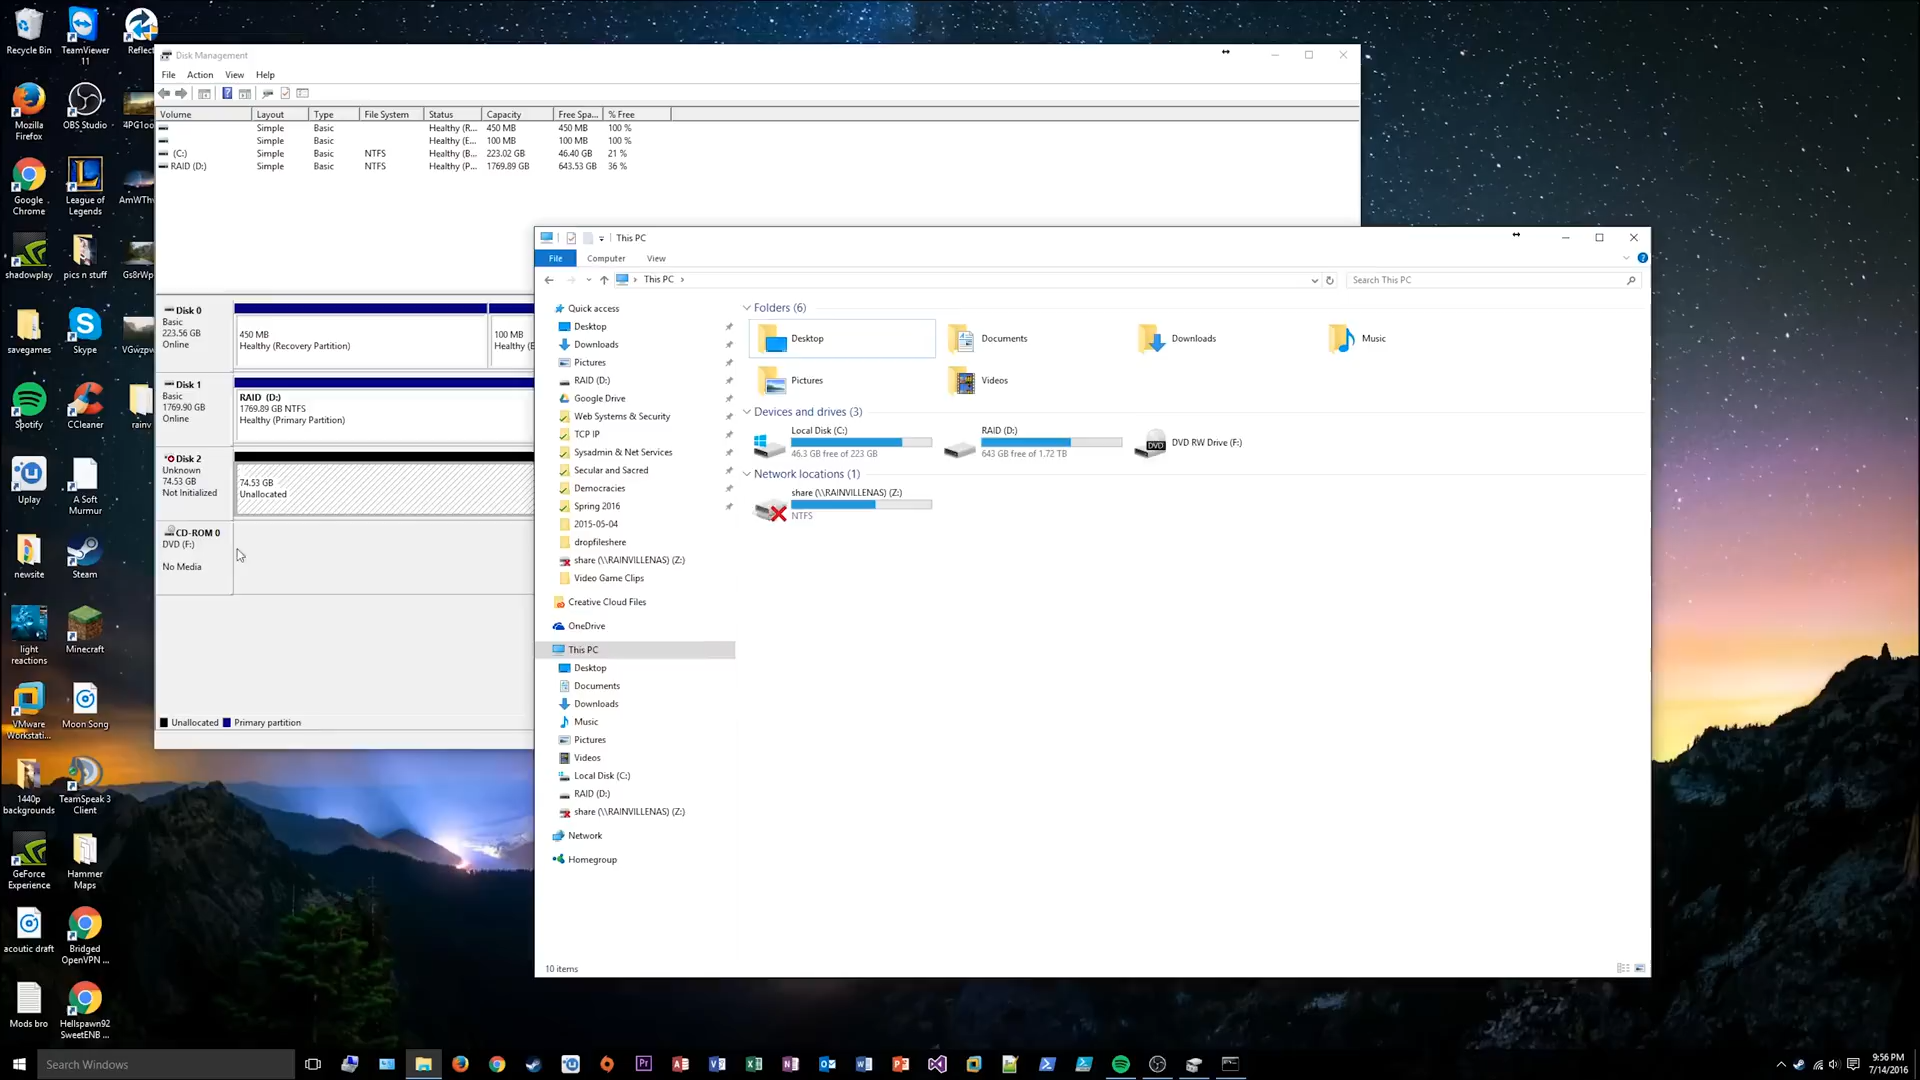 Recycle Bin
TeamViewer 11
Reflect
Mozilla Firefox
OBS Studio
4PG1oo
Google Chrome
League of Legends
AmWTh
shadowplay
pics n stuff
Gs8rWp
savegames
Skype
VGwzp
Spotify
CCleaner
rainv
Uplay
A Soft Murmur
newsite
Steam
light reactions
Minecraft
VMware Workstati...
Moon Song
1440p backgrounds
TeamSpeak 3 Client
GeForce Experience
Hammer Maps
acoutic draft
Bridged OpenVPN ...
Mods bro
Hellspawn92 SweetENB ...
Disk Management
File Action View Help
Volume Layout Type File System Status Capacity Free Spa... % Free
Simple Basic Healthy (R... 450 MB 450 MB 100 %
Simple Basic Healthy (E... 100 MB 100 MB 100 %
(C:) Simple Basic NTFS Healthy (B... 223.02 GB 46.40 GB 21 %
RAID (D:) Simple Basic NTFS Healthy (P... 1769.89 GB 643.53 GB 36 %
Disk 0
Basic
223.56 GB
Online
450 MB
Healthy (Recovery Partition)
100 MB
Healthy (E
Disk 1
Basic
1769.90 GB
Online
RAID (D:)
1769.89 GB NTFS
Healthy (Primary Partition)
Disk 2
Unknown
74.53 GB
Not Initialized
74.53 GB
Unallocated
CD-ROM 0
DVD (F:)
No Media
Unallocated Primary partition
This PC
File Computer View
This PC
Search This PC
Quick access
Desktop
Downloads
Pictures
RAID (D:)
Google Drive
Web Systems & Security
TCP IP
Sysadmin & Net Services
Secular and Sacred
Democracies
Spring 2016
2015-05-04
dropfileshere
share (\\RAINVILLENAS) (Z:)
Video Game Clips
Creative Cloud Files
OneDrive
This PC
Desktop
Documents
Downloads
Music
Pictures
Videos
Local Disk (C:)
RAID (D:)
share (\\RAINVILLENAS) (Z:)
Network
Homegroup
Folders (6)
Desktop Documents Downloads Music
Pictures Videos
Devices and drives (3)
Local Disk (C:)
46.3 GB free of 223 GB
RAID (D:)
643 GB free of 1.72 TB
DVD
DVD RW Drive (F:)
Network locations (1)
share (\\RAINVILLENAS) (Z:)
NTFS
10 items
Search Windows
9:56 PM
7/14/2016